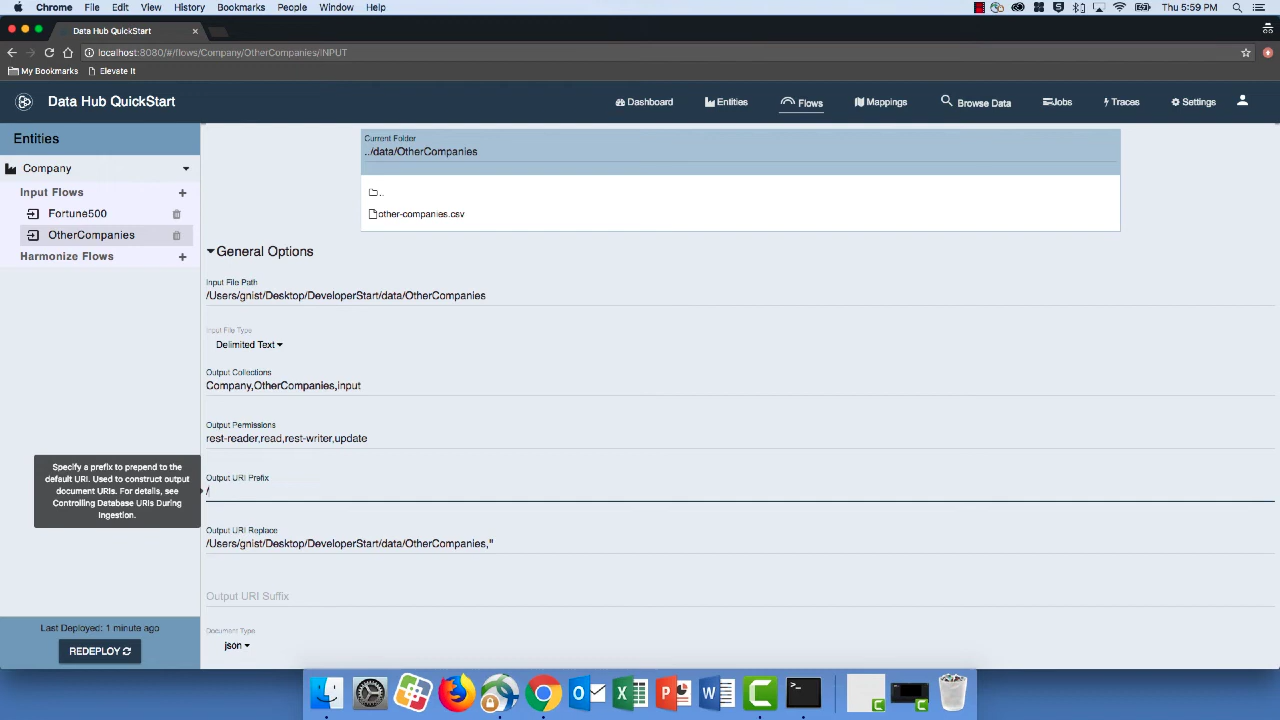 Chrome File Edit View History Bookmarks People Window Help Thu 5:59 PM
Data Hub QuickStart
localhost:8080/#/flows/Company/OtherCompanies/INPUT
My Bookmarks Elevate It
Data Hub QuickStart Dashboard Entities Flows Mappings Browse Data Jobs Traces Settings
Entities
Company
Input Flows +
Fortune500
OtherCompanies
Harmonize Flows +
Current Folder
../data/OtherCompanies
..
other-companies.csv
General Options
Input File Path
/Users/gnist/Desktop/DeveloperStart/data/OtherCompanies
Input File Type
Delimited Text
Output Collections
Company,OtherCompanies,input
Output Permissions
rest-reader,read,rest-writer,update
Specify a prefix to prepend to the
default URI. Used to construct output
document URIs. For details, see
Controlling Database URIs During
Ingestion.
Output URI Prefix
/
Output URI Replace
/Users/gnist/Desktop/DeveloperStart/data/OtherCompanies,''
Output URI Suffix
Document Type
json
Last Deployed: 1 minute ago
REDEPLOY